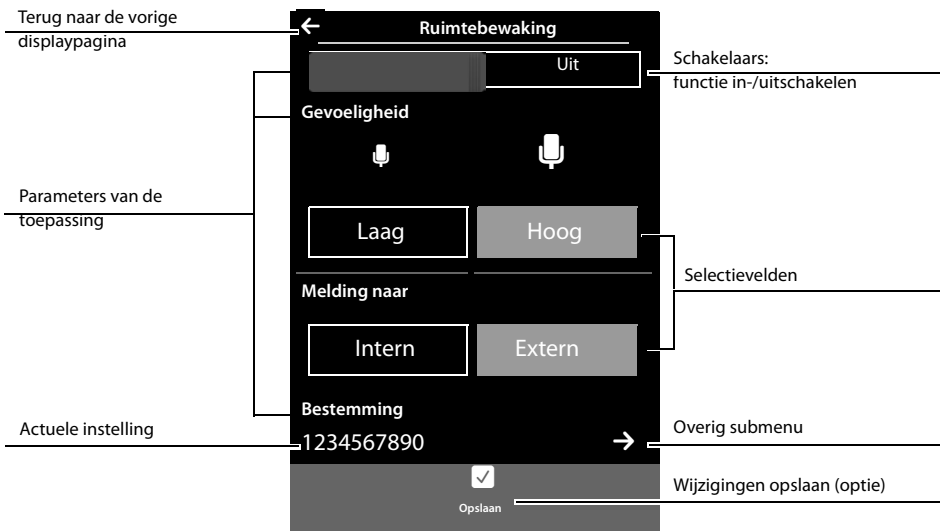 Terug naar de vorige
displaypagina
Parameters van de
toepassing
Actuele instelling
Ruimtebewaking
Uit
Gevoeligheid
Laag
Hoog
Melding naar
Intern
Extern
Bestemming
1234567890
Opslaan
Schakelaars:
functie in-/uitschakelen
Selectievelden
Overig submenu
Wijzigingen opslaan (optie)